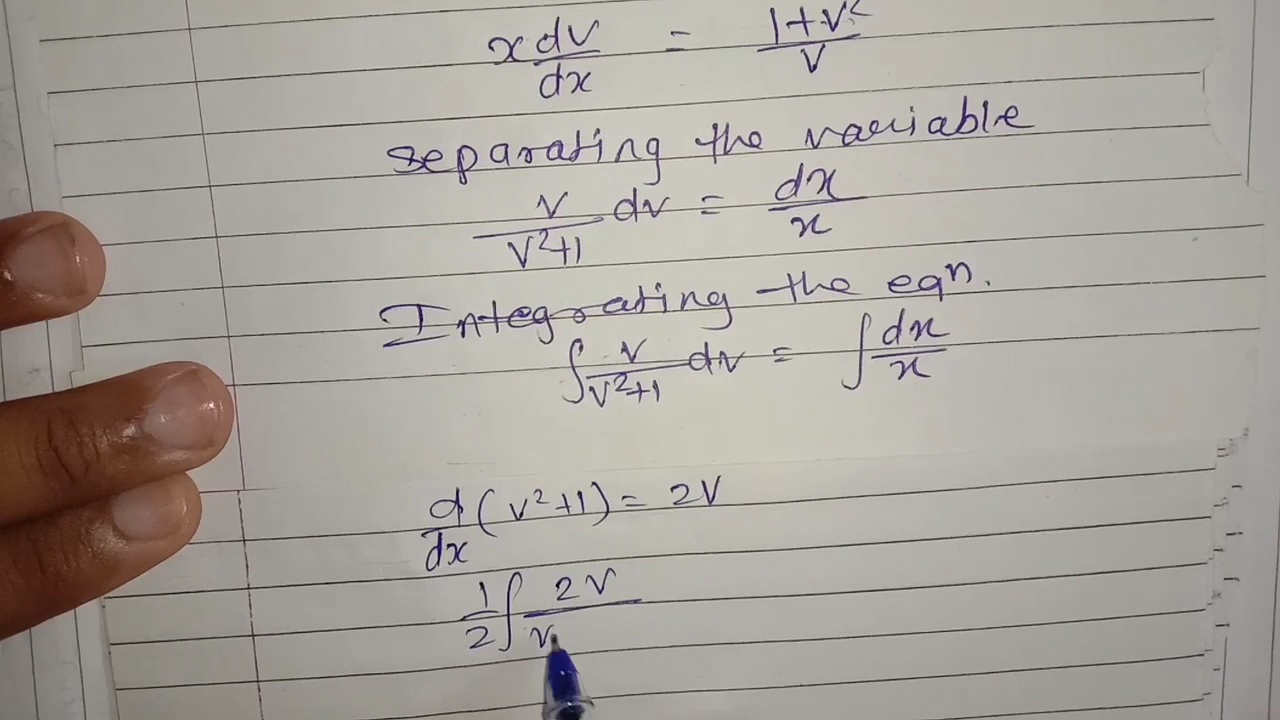 x dv/dx = 1+v²/v
separating the variable
v/v²+1 dv = dx/x
Integrating the eqn.
∫ v/v²+1 dv = ∫ dx/x
d/dx (v²+1) = 2v
1/2 ∫ 2v/v